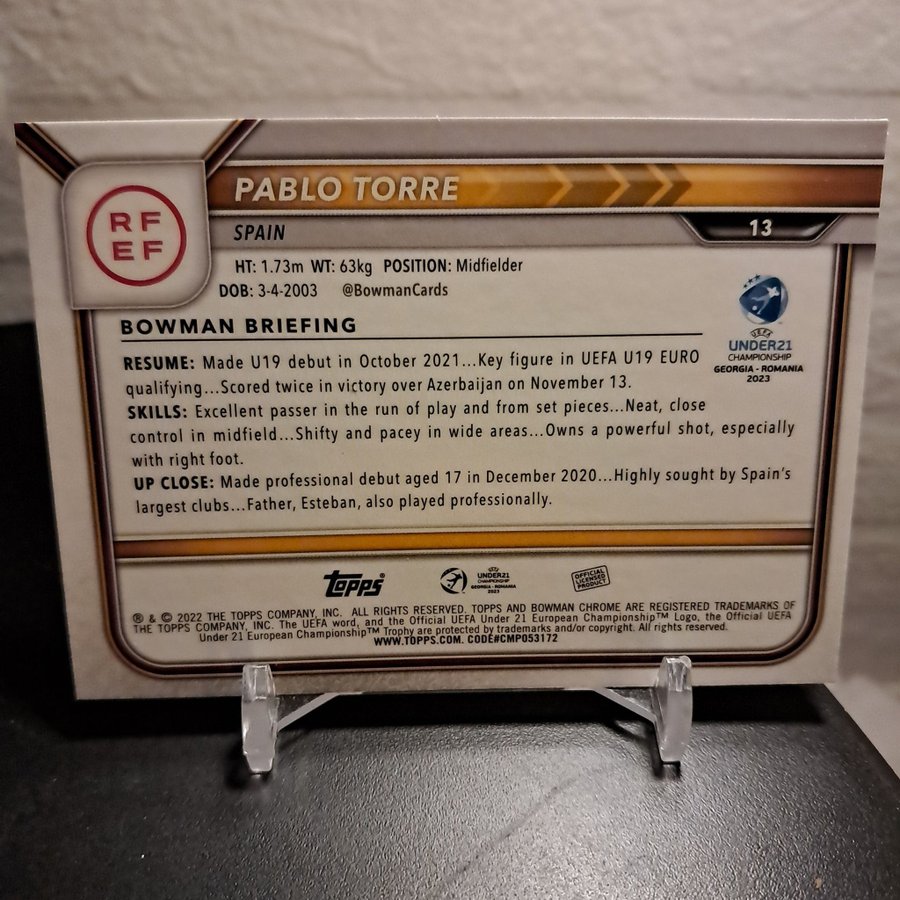 RF
EF
PABLO TORRE
SPAIN
13
HT: 1.73m WT: 63kg POSITION: Midfielder
DOB: 3-4-2003 @BowmanCards
BOWMAN BRIEFING
UEFA
UNDER21
CHAMPIONSHIP
GEORGIA - ROMANIA
2023
RESUME: Made U19 debut in October 2021...Key figure in UEFA U19 EURO
qualifying...Scored twice in victory over Azerbaijan on November 13.
SKILLS: Excellent passer in the run of play and from set pieces...Neat, close
control in midfield...Shifty and pacey in wide areas...Owns a powerful shot, especially
with right foot.
UP CLOSE: Made professional debut aged 17 in December 2020...Highly sought by Spain's
largest clubs...Father, Esteban, also played professionally.
topps®
UNDER21
CHAMPIONSHIP
GEORGIA - ROMANIA
2023
OFFICIAL
LICENSED
PRODUCT
® & © 2022 THE TOPPS COMPANY, INC. ALL RIGHTS RESERVED. TOPPS AND BOWMAN CHROME ARE REGISTERED TRADEMARKS OF
THE TOPPS COMPANY, INC. The UEFA word, and the Official UEFA Under 21 Championship™ Logo, the Official UEFA
Under 21 European Championship™ Trophy are protected by trademarks and/or copyright. All rights reserved.
WWW.TOPPS.COM. CODE#CMP053172